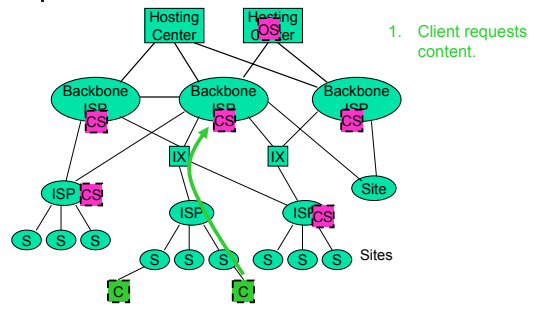 Hosting
Center
Hosting
Center
OS
1. Client requests
content.
Backbone
ISP
CS
Backbone
ISP
CS
Backbone
ISP
CS
IX
IX
ISP
CS
Site
ISP
ISP
CS
S
S
S
S
S
S
S
S
S
Sites
C
C